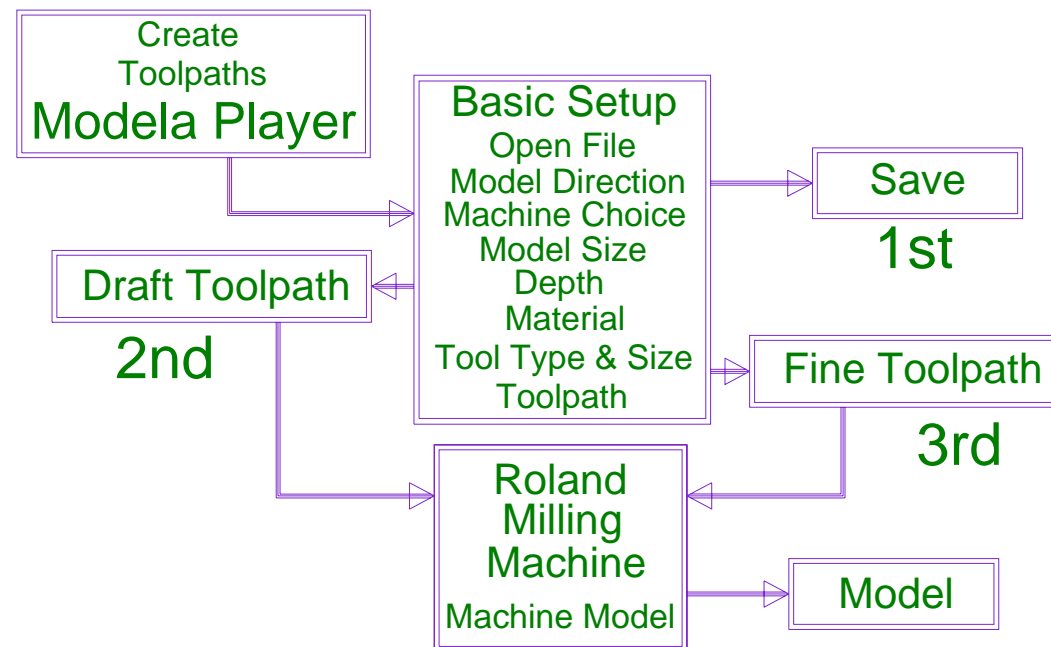 Create
Toolpaths
Modela Player
Basic Setup
Open File
Model Direction
Machine Choice
Model Size
Depth
Material
Tool Type & Size
Toolpath
Save
1st
Draft Toolpath
2nd
Fine Toolpath
3rd
Roland
Milling
Machine
Machine Model
Model